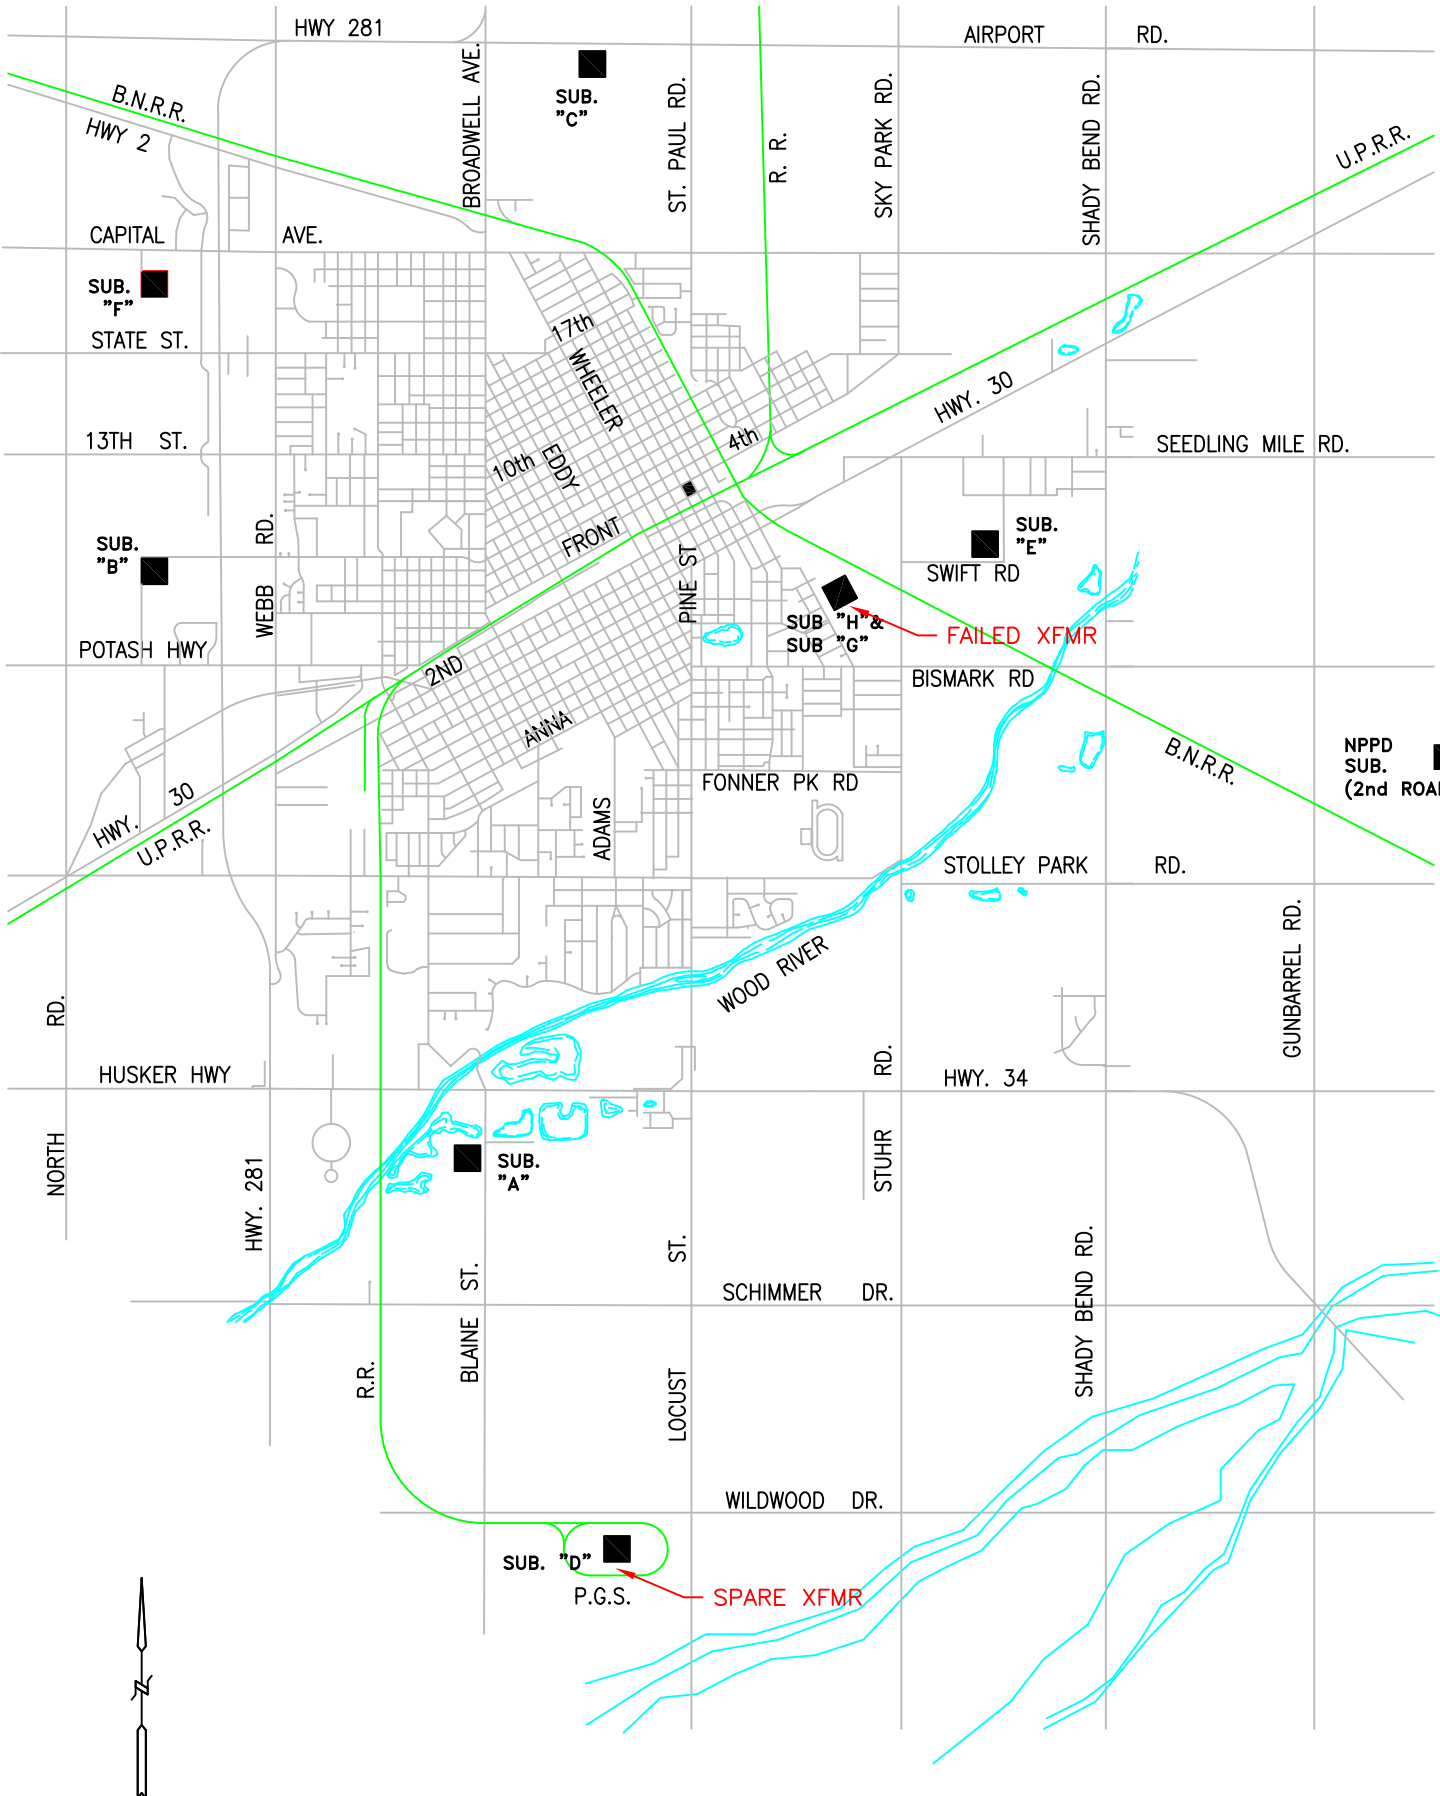 HWY 281
AIRPORT RD.
BROADWELL AVE.
SUB.
"C"
ST. PAUL RD.
R. R.
SKY PARK RD.
SHADY BEND RD.
U.P.R.R.
B.N.R.R.
HWY 2
CAPITAL AVE.
SUB.
"F"
STATE ST.
17th
WHEELER
HWY. 30
4th
13TH ST.
10th
EDDY
SEEDLING MILE RD.
SUB.
"B"
WEBB RD.
FRONT
PINE ST
SUB.
"E"
SWIFT RD
SUB "H"&
SUB "G"
FAILED XFMR
POTASH HWY
2ND
BISMARK RD
ANNA
B.N.R.R.
NPPD
SUB.
(2nd ROA
FONNER PK RD
HWY. 30
U.P.R.R.
ADAMS
STOLLEY PARK RD.
GUNBARREL RD.
WOOD RIVER
NORTH RD.
HUSKER HWY
HWY. 34
STUHR RD.
HWY. 281
SUB.
"A"
BLAINE ST.
LOCUST ST.
SCHIMMER DR.
SHADY BEND RD.
R.R.
WILDWOOD DR.
SUB. "D"
P.G.S.
SPARE XFMR
N